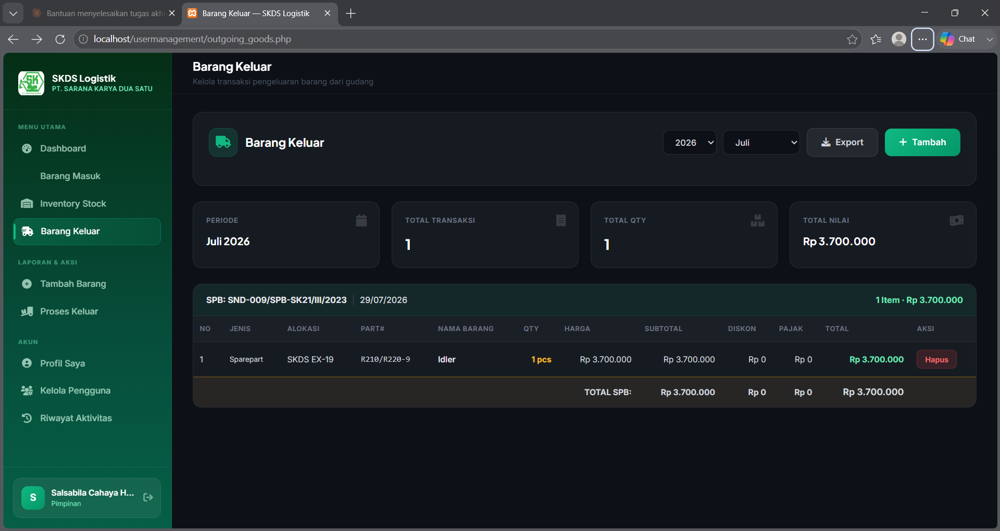 Bantuan menyelesaikan tugas akhi
Barang Keluar — SKDS Logistik
localhost/usermanagement/outgoing_goods.php
Chat
SK
SKDS Logistik
PT. SARANA KARYA DUA SATU
MENU UTAMA
Dashboard
Barang Masuk
Inventory Stock
Barang Keluar
LAPORAN & AKSI
Tambah Barang
Proses Keluar
AKUN
Profil Saya
Kelola Pengguna
Riwayat Aktivitas
S
Salsabila Cahaya H...
Pimpinan
Barang Keluar
Kelola transaksi pengeluaran barang dari gudang
Barang Keluar
2026
Juli
Export
+ Tambah
PERIODE
Juli 2026
TOTAL TRANSAKSI
1
TOTAL QTY
1
TOTAL NILAI
Rp 3.700.000
SPB: SND-009/SPB-SK21/III/2023 29/07/2026 1 Item · Rp 3.700.000
NO JENIS ALOKASI PART# NAMA BARANG QTY HARGA SUBTOTAL DISKON PAJAK TOTAL AKSI
1 Sparepart SKDS EX-19 R210/R220-9 Idler 1 pcs Rp 3.700.000 Rp 3.700.000 Rp 0 Rp 0 Rp 3.700.000 Hapus
TOTAL SPB: Rp 3.700.000 Rp 0 Rp 0 Rp 3.700.000